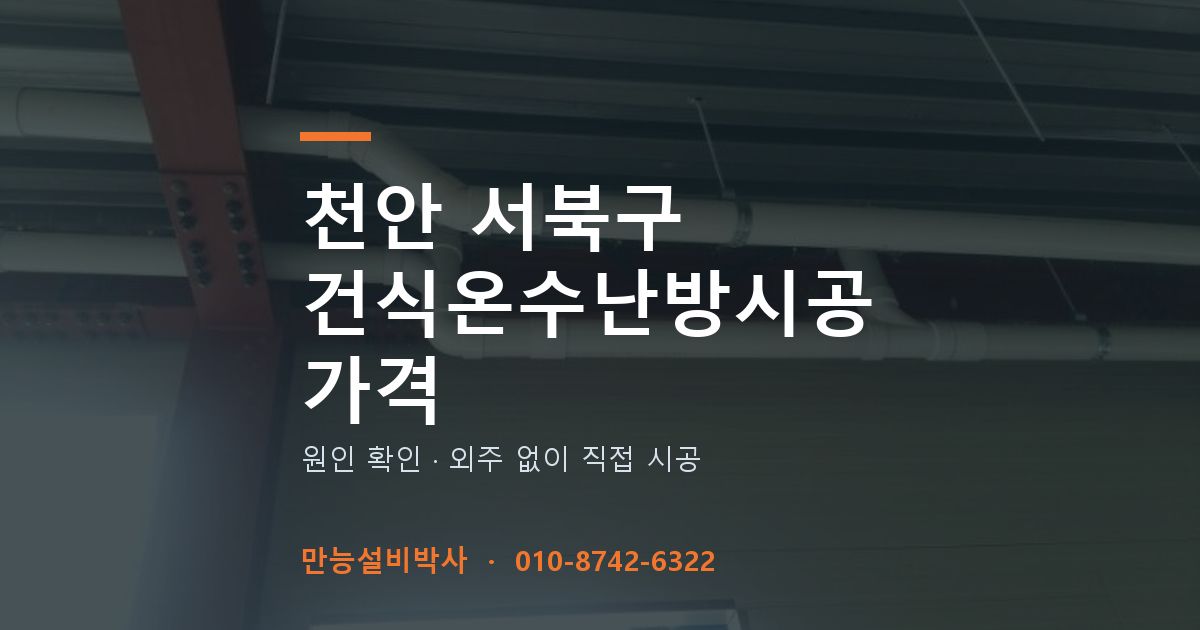 천안 서북구
건식온수난방시공
가격
원인 확인 · 외주 없이 직접 시공
만능설비박사 · 010-8742-6322